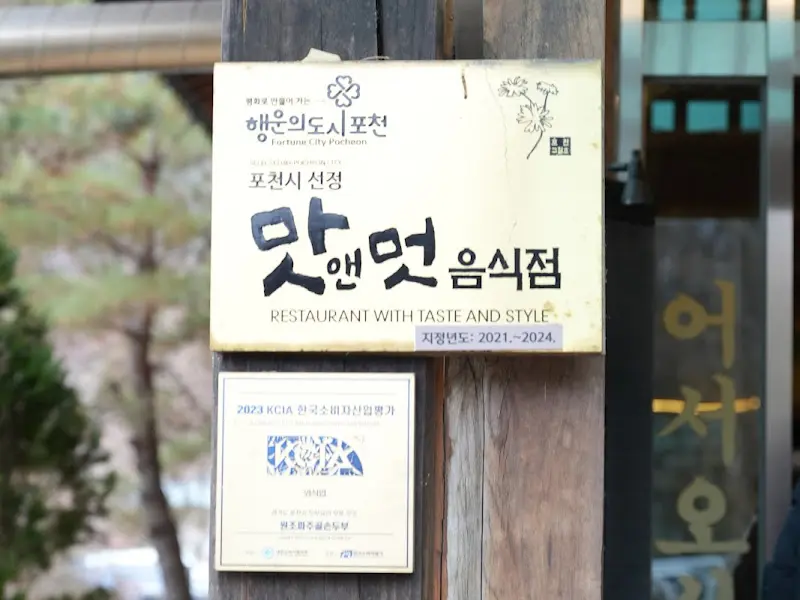 평화로 만들어 가는
행운의도시포천
Fortune City Pocheon
포천시 선정
맛앤멋 음식점
RESTAURANT WITH TASTE AND STYLE
지정년도: 2021.~2024.
2023 KCIA 한국소비자산업평가
KCIA
외식업
원조파주골손두부
어서오